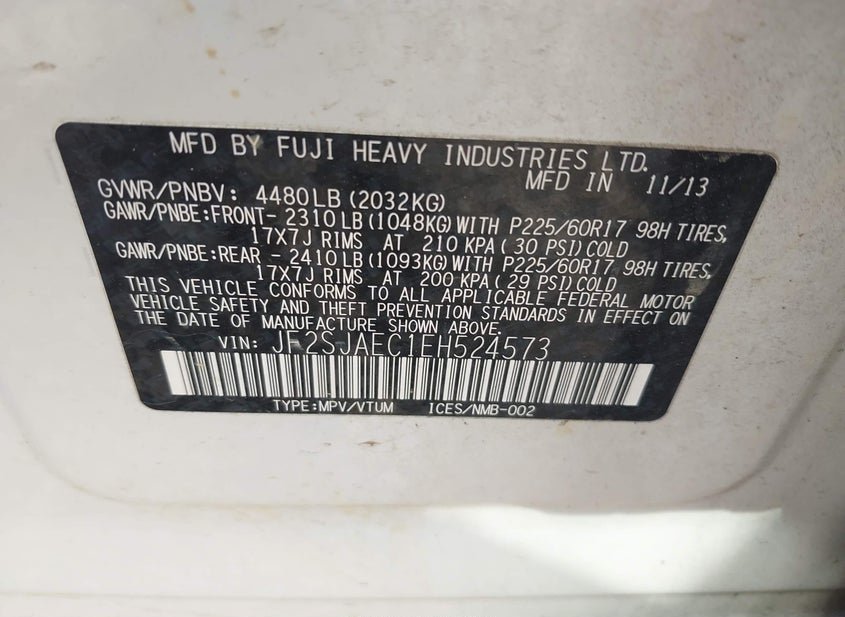 MFD BY FUJI HEAVY INDUSTRIES LTD.
MFD IN 11/13
GVWR/PNBV: 4480LB (2032KG)
GAWR/PNBE:FRONT- 2310LB (1048KG) WITH P225/60R17 98H TIRES,
17X7J RIMS AT 210 KPA ( 30 PSI) COLD
GAWR/PNBE:REAR - 2410LB (1093KG) WITH P225/60R17 98H TIRES,
17X7J RIMS AT 200 KPA ( 29 PSI) COLD
THIS VEHICLE CONFORMS TO ALL APPLICABLE FEDERAL MOTOR
VEHICLE SAFETY AND THEFT PREVENTION STANDARDS IN EFFECT ON
THE DATE OF MANUFACTURE SHOWN ABOVE.
VIN: JF2SJAEC1EH524573
TYPE:MPV/VTUM ICES/NMB-002